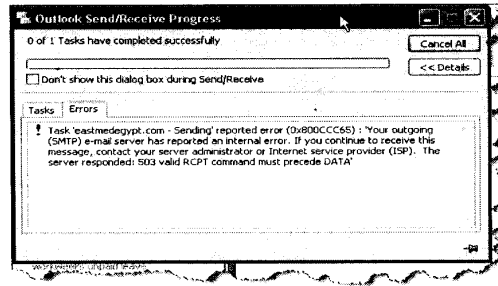 Outlook Send/Receive Progress
0 of 1 Tasks have completed successfully
Cancel All
<< Details
Don't show this dialog box during Send/Receive
Tasks
Errors
Task 'eastmedegypt.com - Sending' reported error (0x800CCC65) : 'Your outgoing
(SMTP) e-mail server has reported an internal error. If you continue to receive this
message, contact your server administrator or Internet service provider (ISP). The
server responded: 503 valid RCPT command must precede DATA'
workweeks unpaid leave